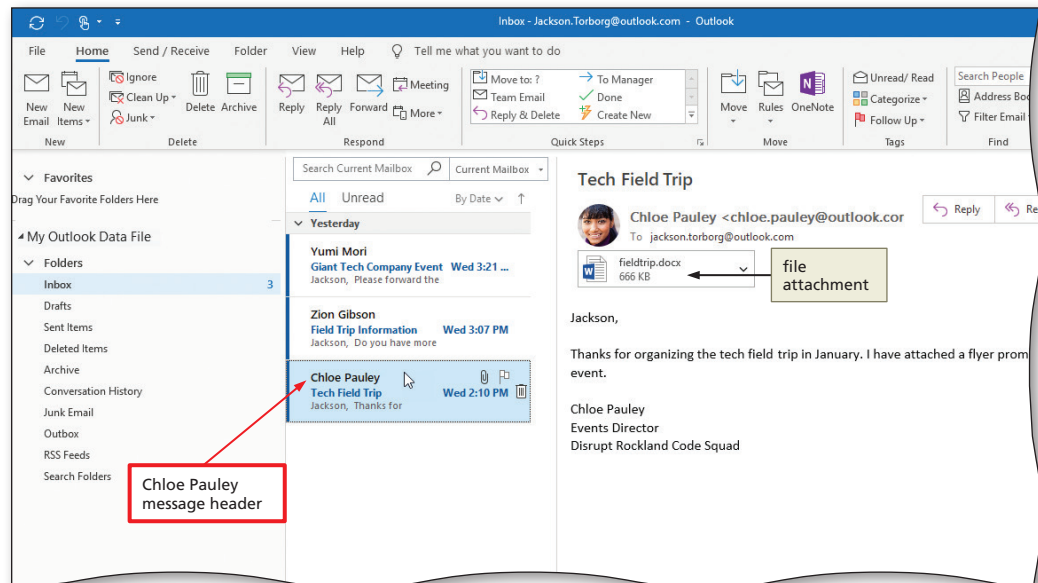 Inbox - Jackson.Torborg@outlook.com - Outlook
File Home Send / Receive Folder View Help Tell me what you want to do
New Email
New Items
New
Ignore
Clean Up
Junk
Delete
Archive
Delete
Reply
Reply All
Forward
Meeting
More
Respond
Move to: ?
Team Email
Reply & Delete
To Manager
Done
Create New
Quick Steps
Move
Rules
OneNote
N
Move
Unread/ Read
Categorize
Follow Up
Tags
Search People
Address Boo
Filter Email
Find
Favorites
Drag Your Favorite Folders Here
My Outlook Data File
Folders
Inbox 3
Drafts
Sent Items
Deleted Items
Archive
Conversation History
Junk Email
Outbox
RSS Feeds
Search Folders
Chloe Pauley
message header
Search Current Mailbox Current Mailbox
All Unread By Date
Yesterday
Yumi Mori
Giant Tech Company Event Wed 3:21 ...
Jackson, Please forward the
Zion Gibson
Field Trip Information Wed 3:07 PM
Jackson, Do you have more
Chloe Pauley
Tech Field Trip Wed 2:10 PM
Jackson, Thanks for
Tech Field Trip
Chloe Pauley <chloe.pauley@outlook.cor
To jackson.torborg@outlook.com
Reply Re
W
fieldtrip.docx
666 KB
file
attachment
Jackson,
Thanks for organizing the tech field trip in January. I have attached a flyer prom
event.
Chloe Pauley
Events Director
Disrupt Rockland Code Squad